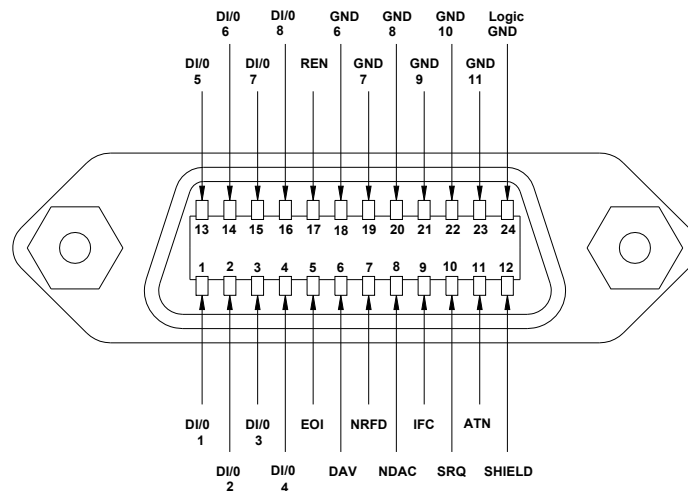 DI/0 DI/0 GND GND GND Logic
6 8 6 8 10 GND
DI/0 DI/0 REN GND GND GND
5 7 7 9 11
13 14 15 16 17 18 19 20 21 22 23 24
1 2 3 4 5 6 7 8 9 10 11 12
DI/0 DI/0 EOI NRFD IFC ATN
1 3
DI/0 DI/0 DAV NDAC SRQ SHIELD
2 4